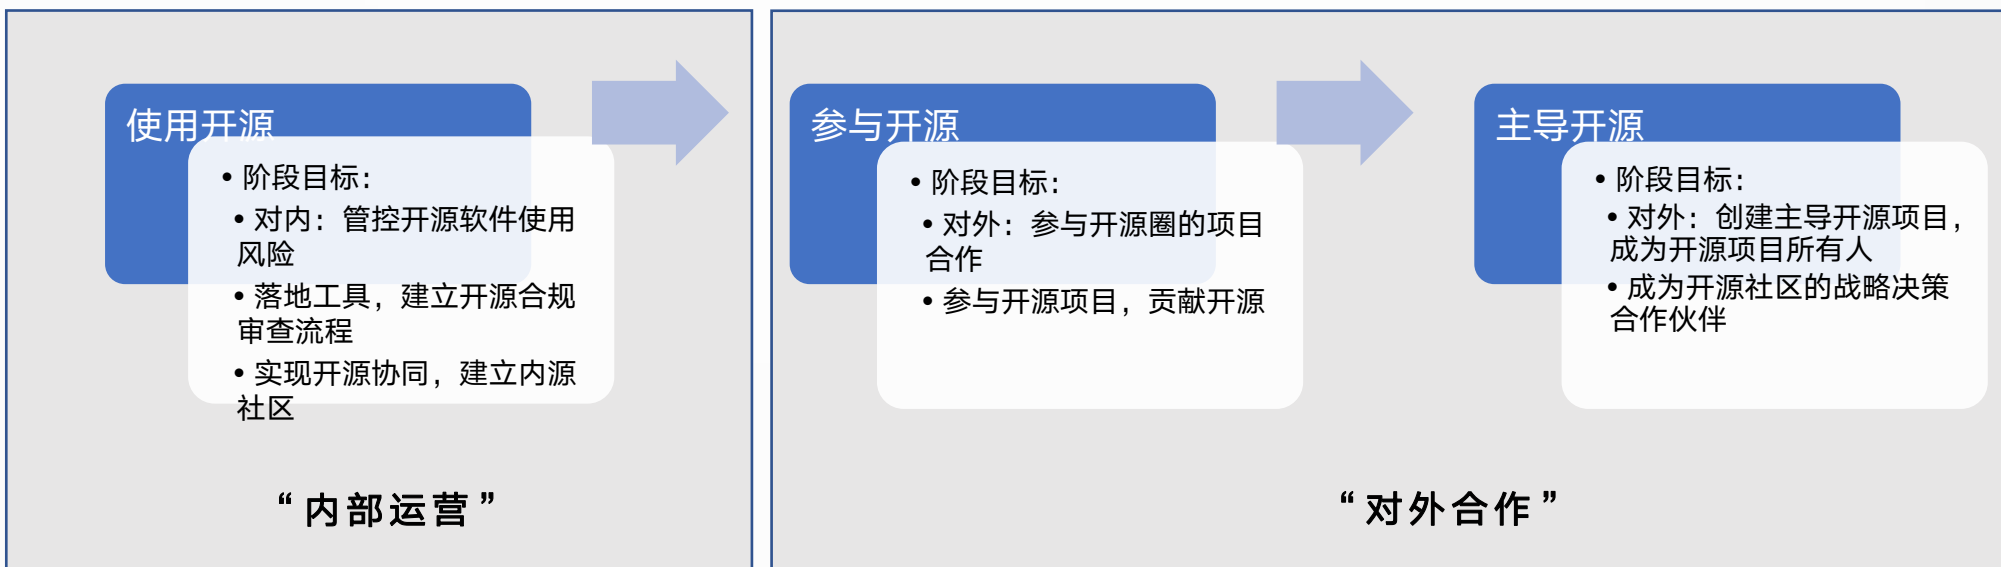 使用开源
• 阶段目标：
• 对内：管控开源软件使用
风险
• 落地工具，建立开源合规
审查流程
• 实现开源协同，建立内源
社区
“内部运营”
参与开源
• 阶段目标：
• 对外：参与开源圈的项目
合作
• 参与开源项目，贡献开源
主导开源
• 阶段目标：
• 对外：创建主导开源项目，
成为开源项目所有人
• 成为开源社区的战略决策
合作伙伴
“对外合作”